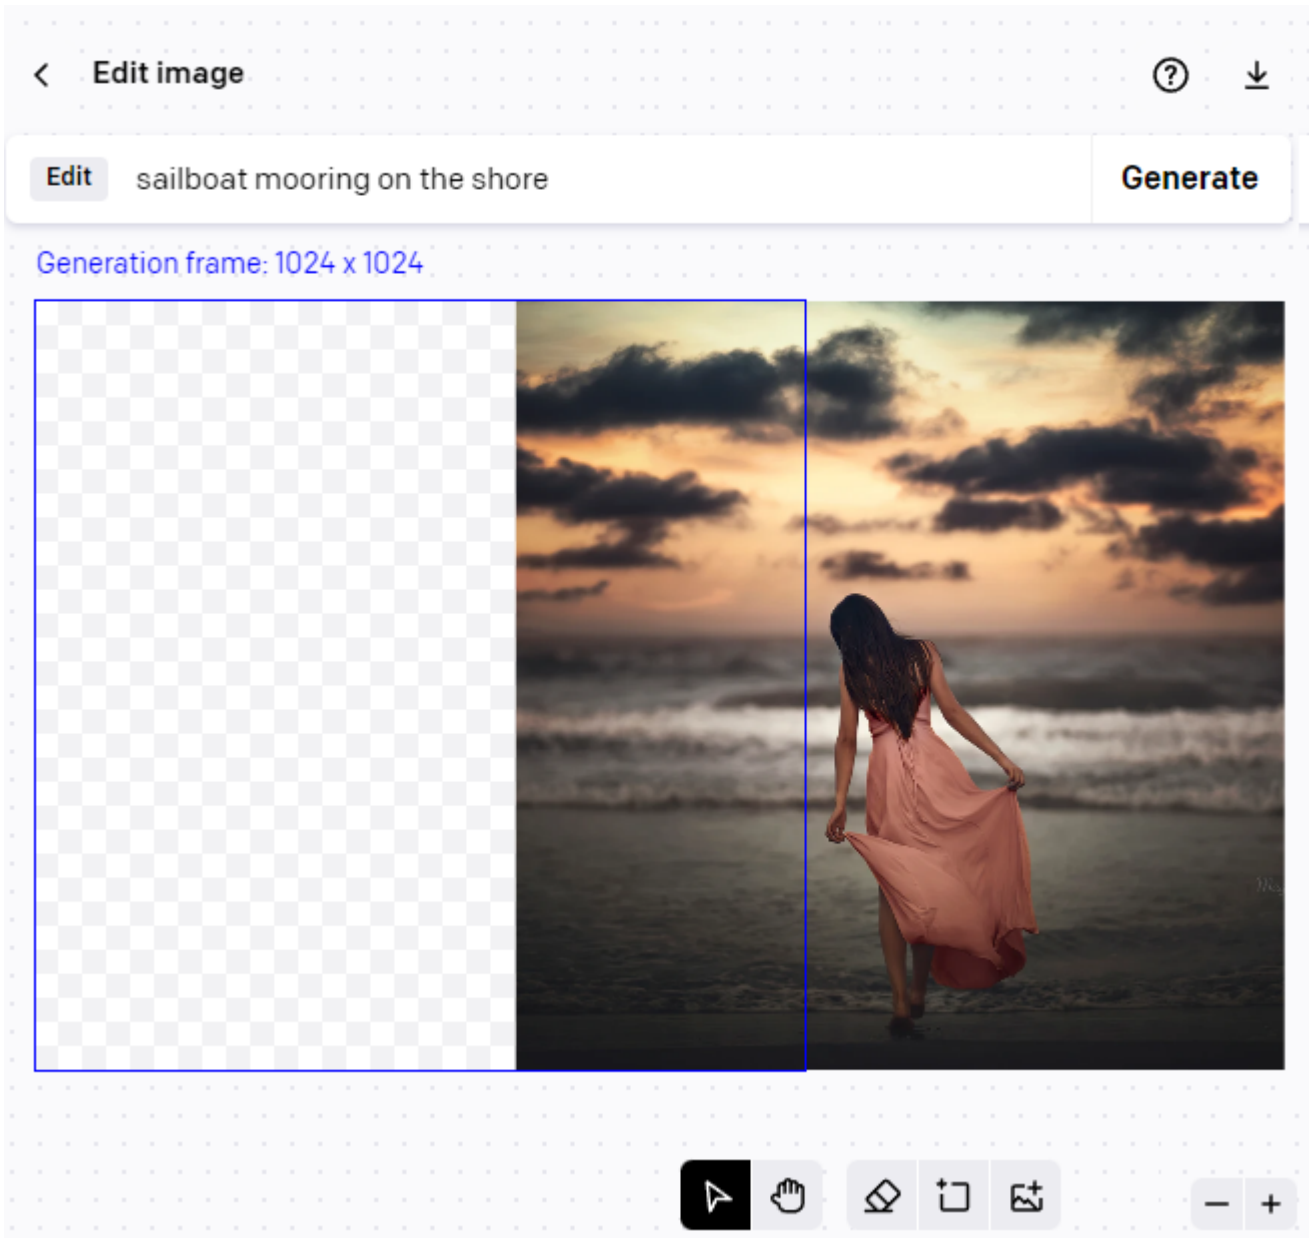 Edit image
Edit sailboat mooring on the shore Generate
Generation frame: 1024 x 1024